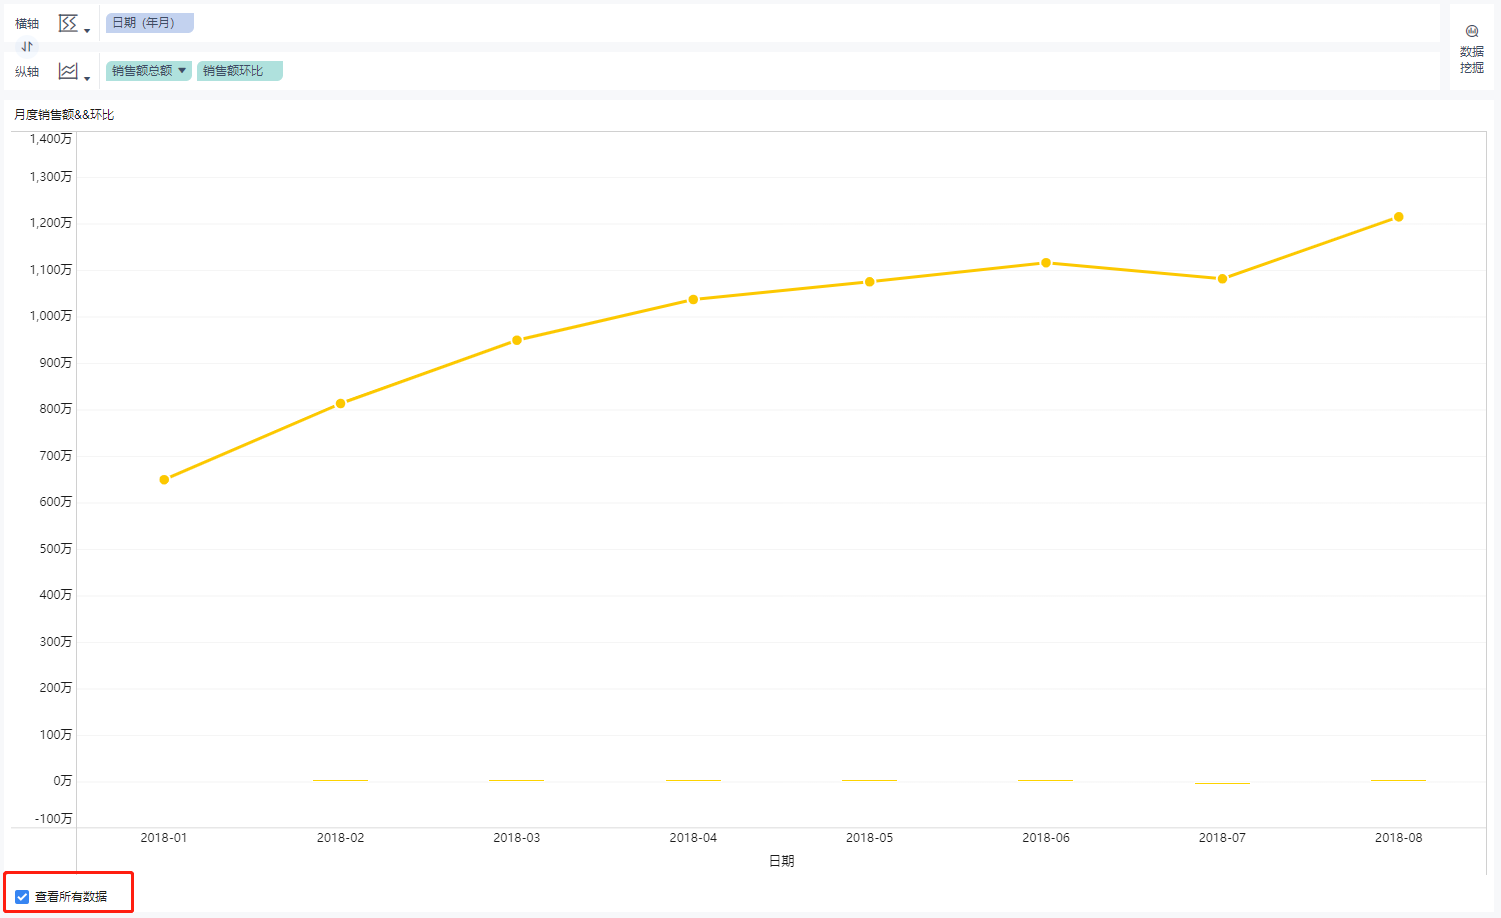 横轴
日期 (年月)
纵轴
销售额总额
销售额环比
数据
挖掘
月度销售额&&环比
1,400万
1,300万
1,200万
1,100万
1,000万
900万
800万
700万
600万
500万
400万
300万
200万
100万
0万
-100万
2018-01
2018-02
2018-03
2018-04
2018-05
2018-06
2018-07
2018-08
日期
查看所有数据